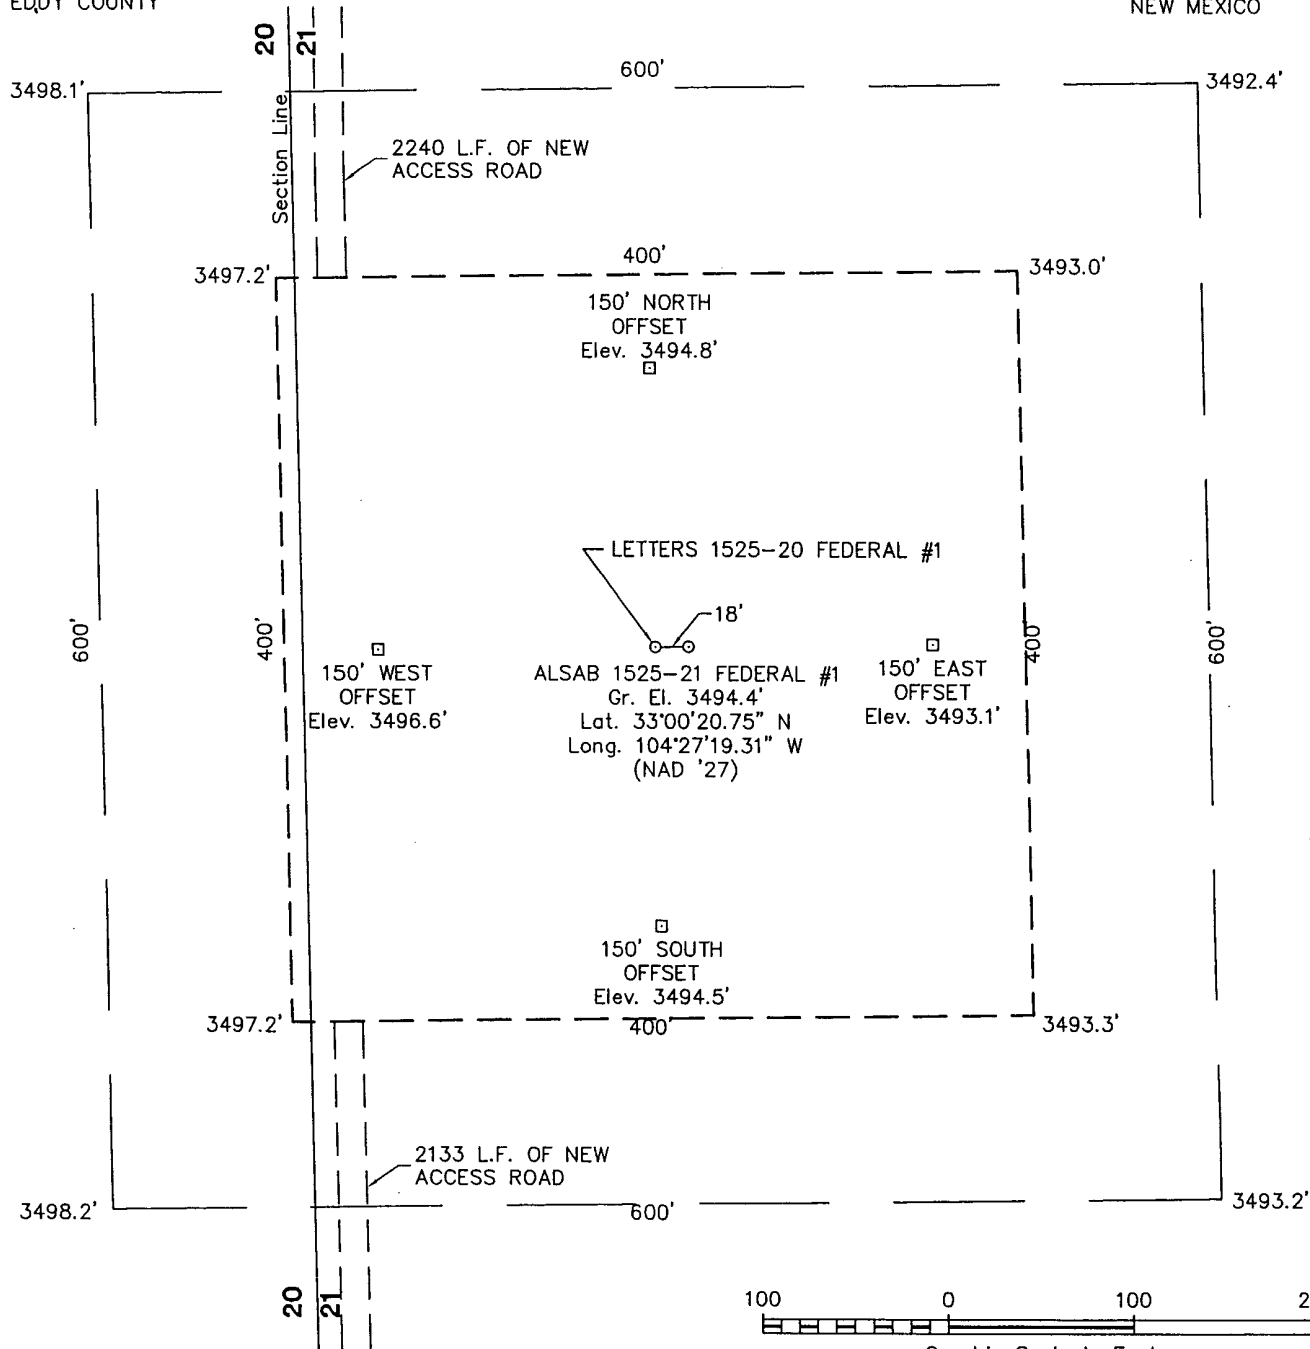 EDDY COUNTY
NEW MEXICO
20
21
600'
3498.1'
3492.4'
Section Line
2240 L.F. OF NEW
ACCESS ROAD
400'
3497.2'
3493.0'
150' NORTH
OFFSET
Elev. 3494.8'
LETTERS 1525-20 FEDERAL #1
18'
600'
400'
400'
600'
150' WEST
OFFSET
Elev. 3496.6'
ALSAB 1525-21 FEDERAL #1
Gr. El. 3494.4'
Lat. 33°00'20.75" N
Long. 104°27'19.31" W
(NAD '27)
150' EAST
OFFSET
Elev. 3493.1'
150' SOUTH
OFFSET
Elev. 3494.5'
3497.2'
400'
3493.3'
2133 L.F. OF NEW
ACCESS ROAD
3498.2'
600'
3493.2'
20
21
100 0 100